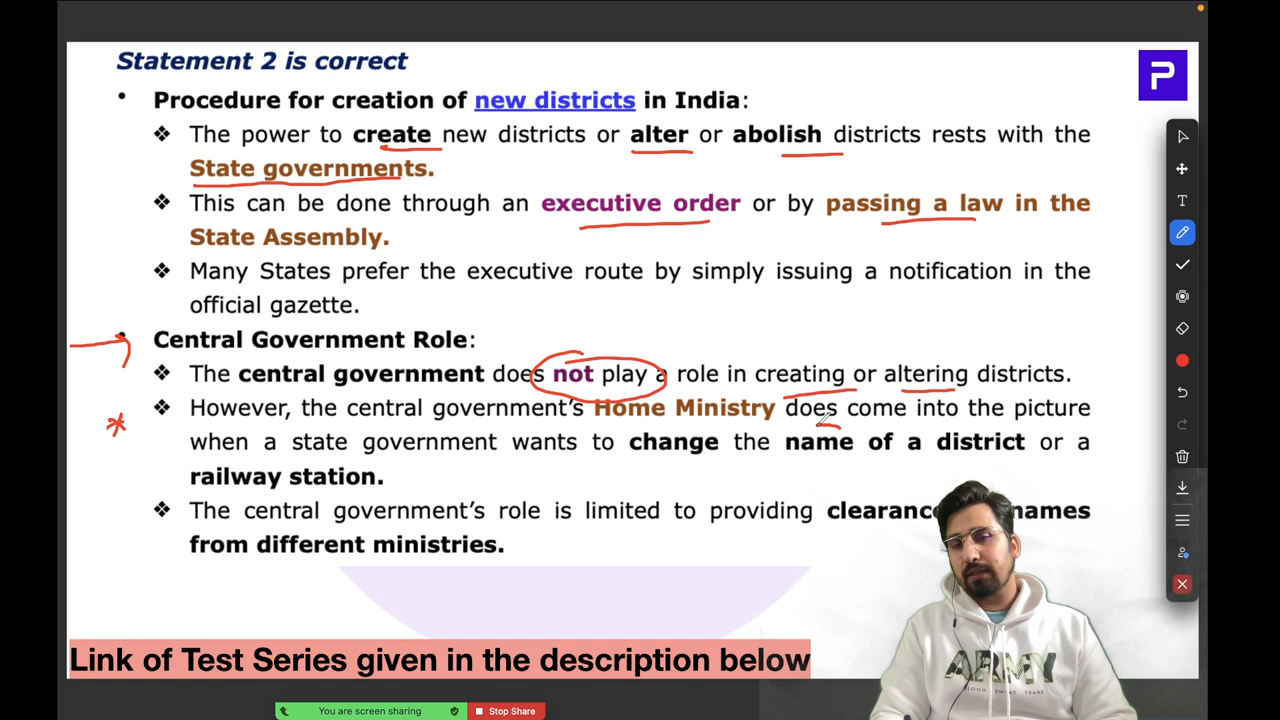 Statement 2 is correct
• Procedure for creation of new districts in India:
❖ The power to create new districts or alter or abolish districts rests with the
State governments.
❖ This can be done through an executive order or by passing a law in the
State Assembly.
❖ Many States prefer the executive route by simply issuing a notification in the
official gazette.
• Central Government Role:
❖ The central government does not play a role in creating or altering districts.
❖ However, the central government's Home Ministry does come into the picture
when a state government wants to change the name of a district or a
railway station.
❖ The central government's role is limited to providing names
from different ministries.
Link of Test Series given in the description below
ARMY
BLOOD SWEAT TEARS
You are screen sharing
Stop Share
P
T